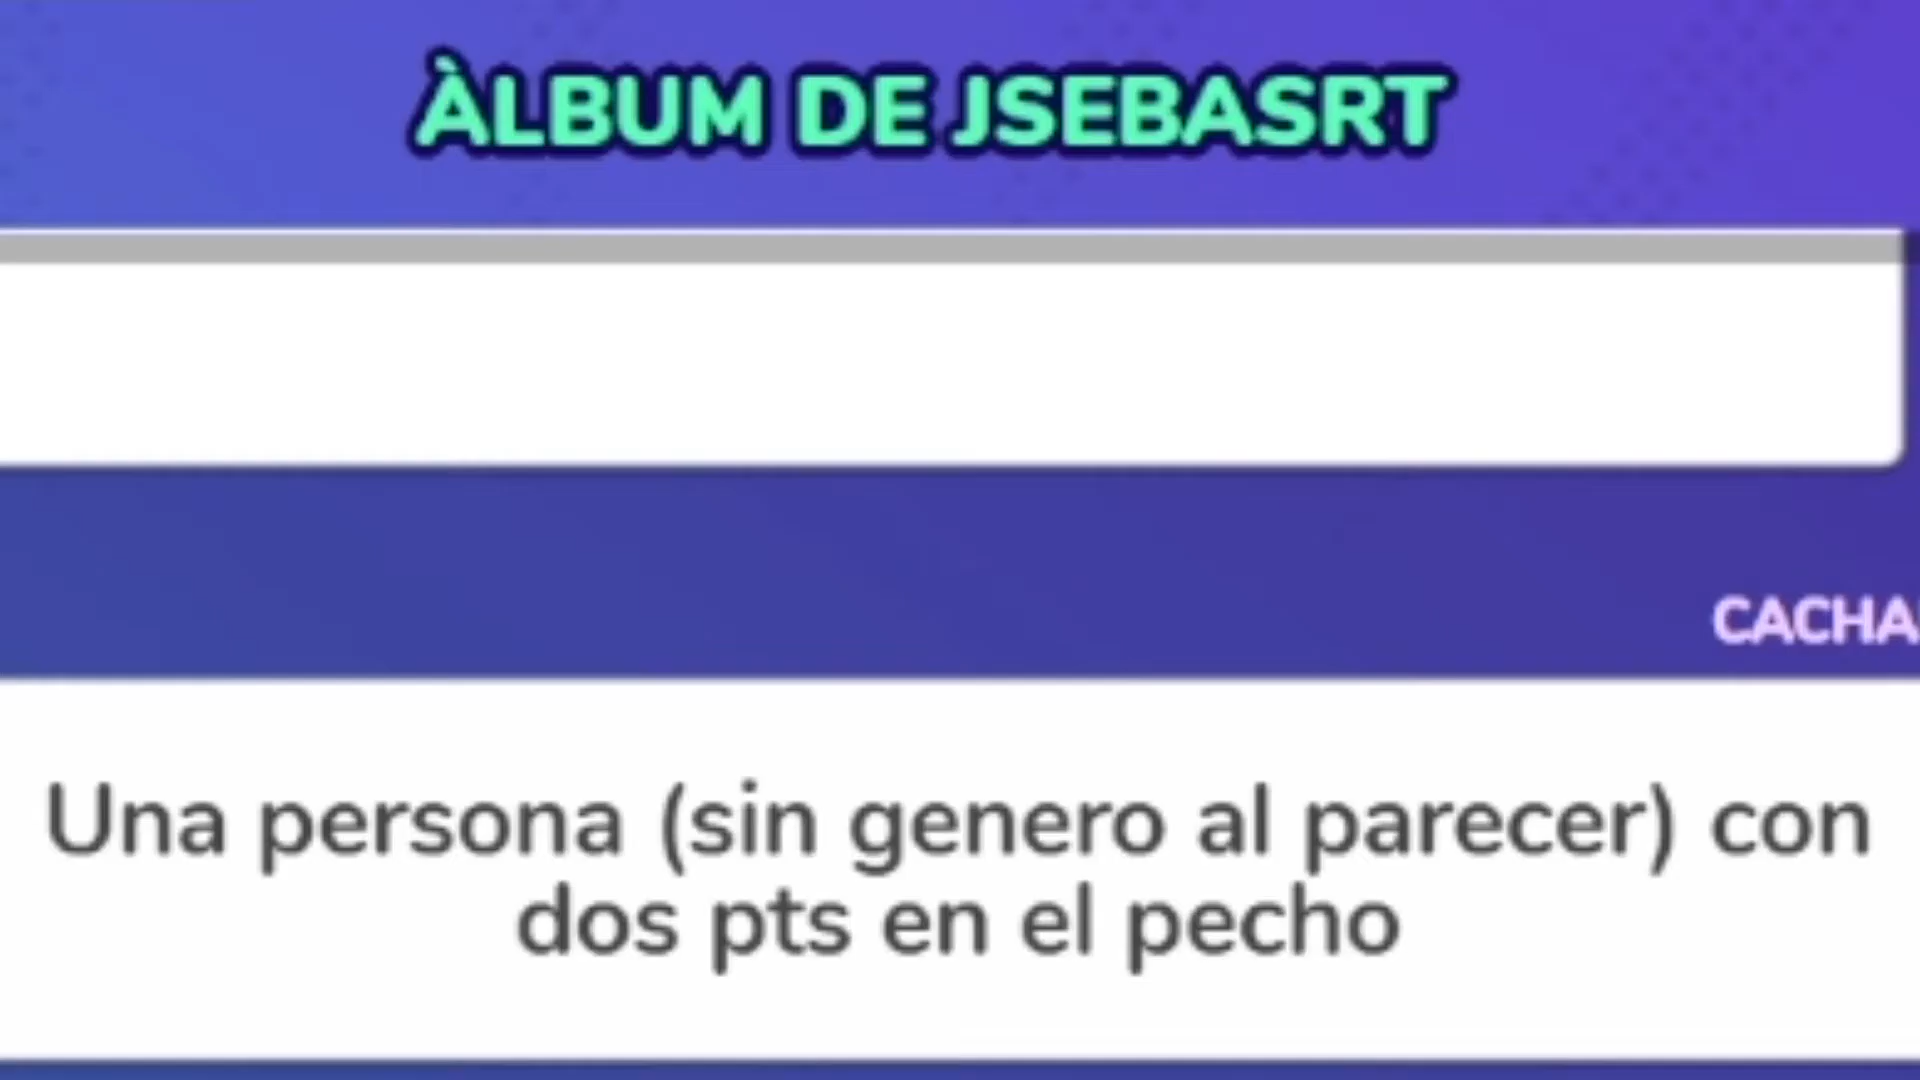 ÀLBUM DE JSEBASRT
CACHA
Una persona (sin genero al parecer) con
dos pts en el pecho